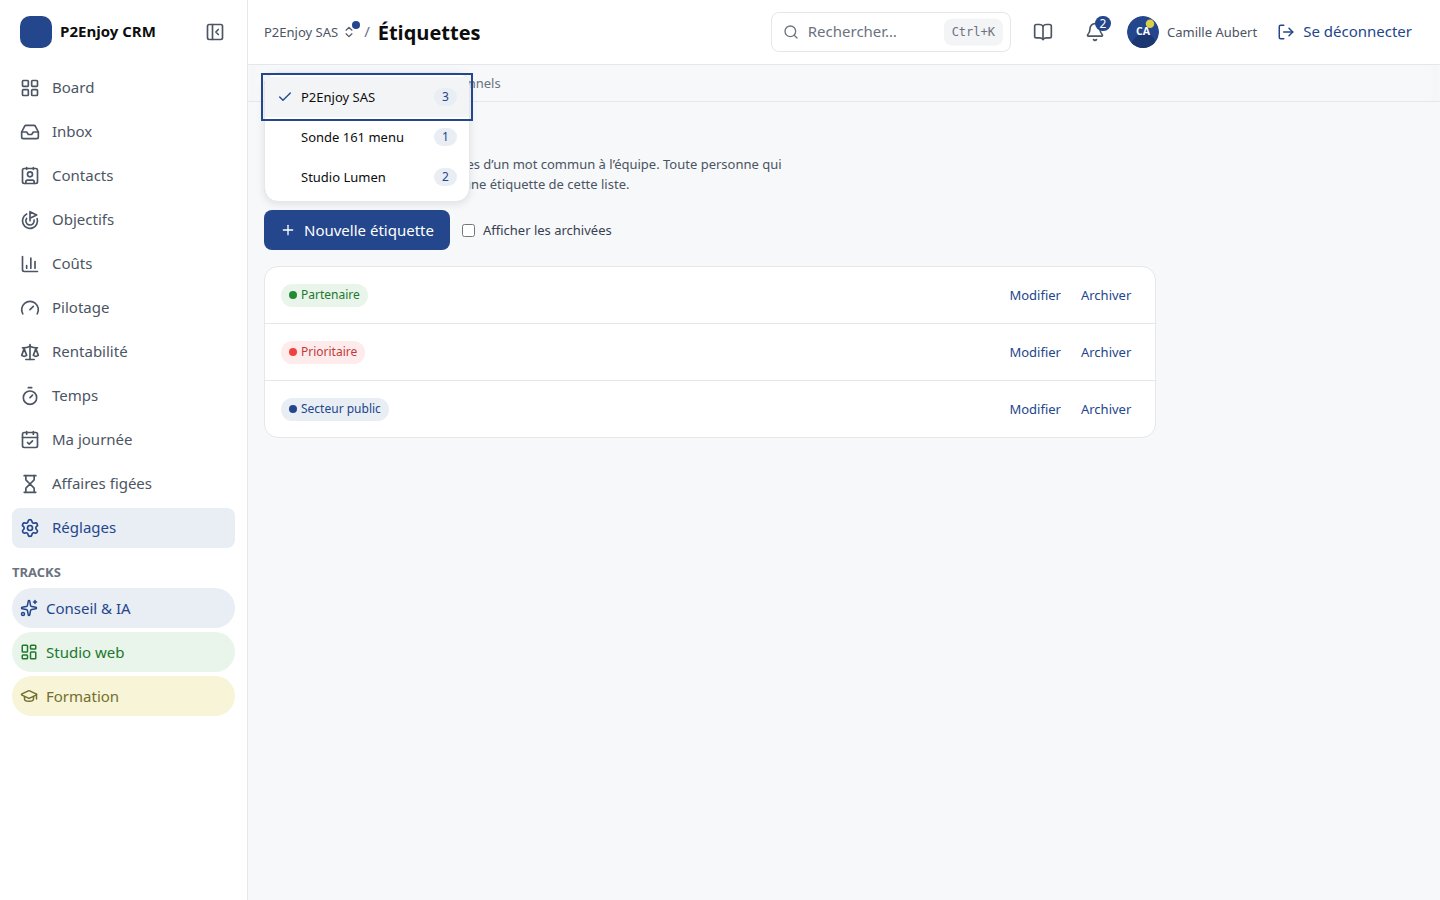 P2Enjoy CRM
Board
Inbox
Contacts
Objectifs
Coûts
Pilotage
Rentabilité
Temps
Ma journée
Affaires figées
Réglages
TRACKS
Conseil & IA
Studio web
Formation
P2Enjoy SAS / Étiquettes
Rechercher... Ctrl+K
2
CA Camille Aubert
Se déconnecter
P2Enjoy SAS 3
Sonde 161 menu 1
Studio Lumen 2
d’un mot commun à l’équipe. Toute personne qui
étiquette de cette liste.
Nouvelle étiquette
Afficher les archivées
Partenaire Modifier Archiver
Prioritaire Modifier Archiver
Secteur public Modifier Archiver